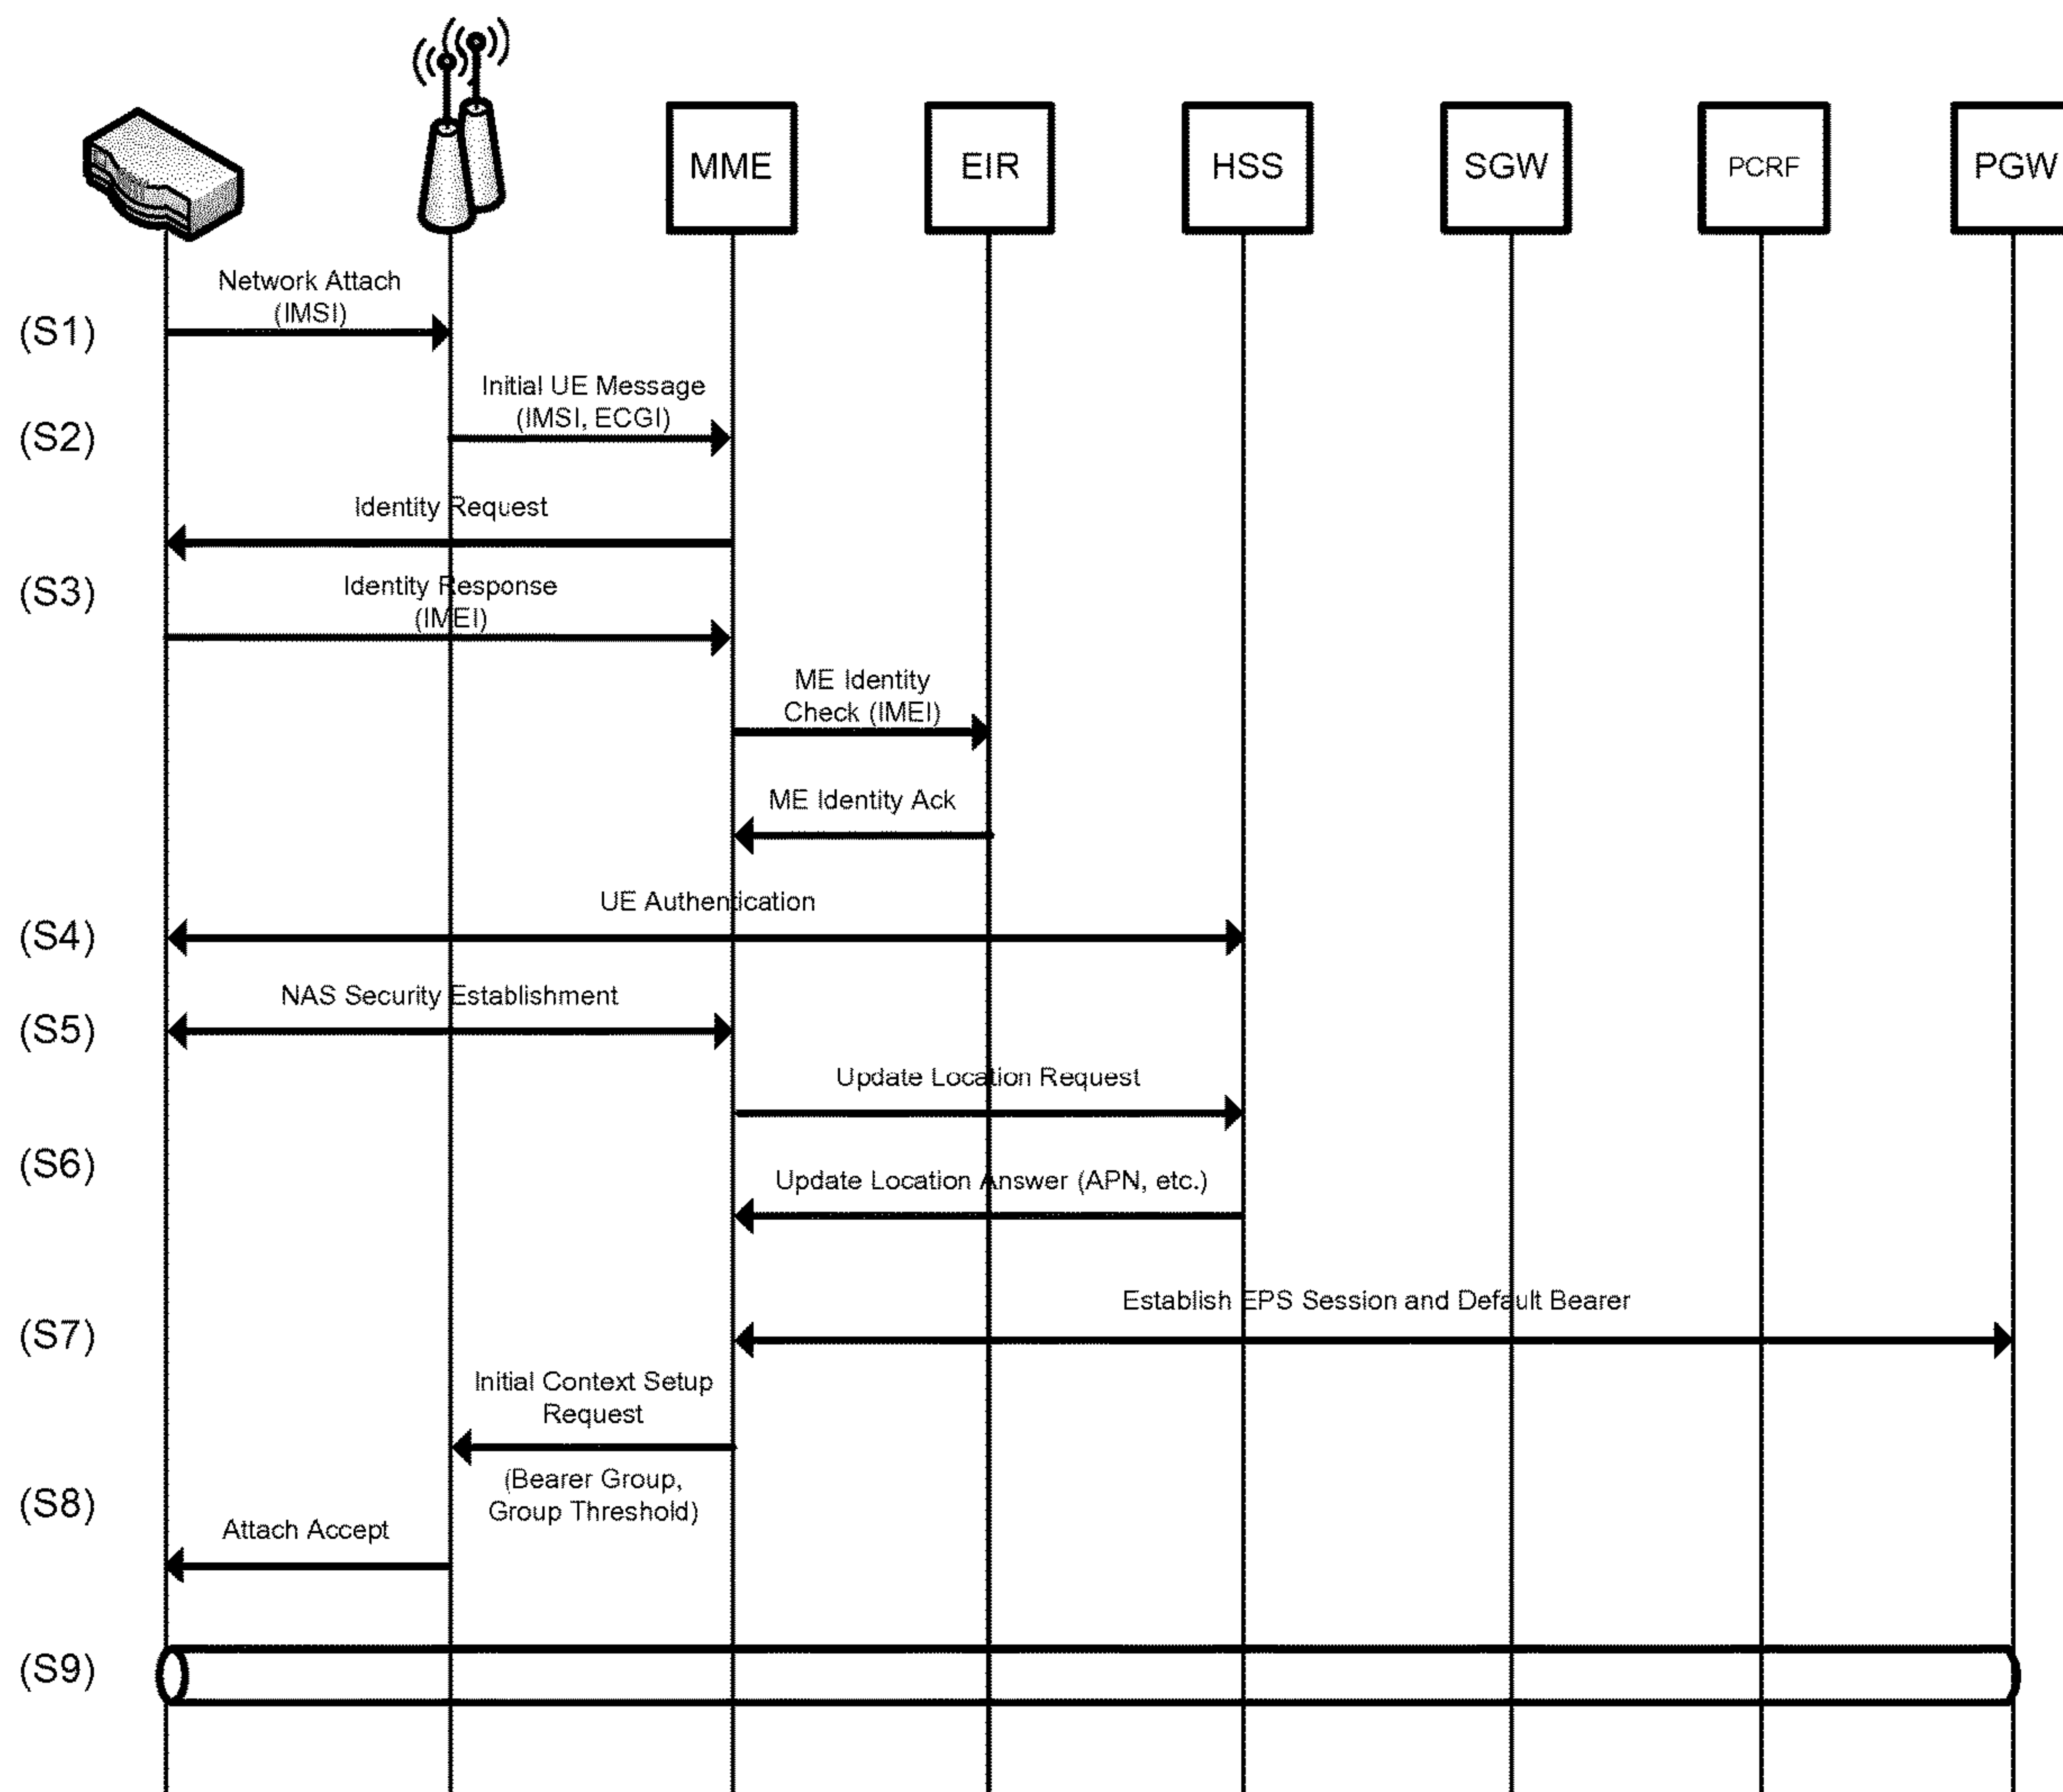 MME
EIR
HSS
SGW
PCRF
PGW
Network Attach
(IMSI)
(S1)
Initial UE Message
(IMSI, ECGI)
(S2)
Identity Request
(S3)
Identity Response
(IMEI)
ME Identity
Check (IMEI)
ME Identity Ack
UE Authentication
(S4)
NAS Security Establishment
(S5)
Update Location Request
(S6)
Update Location Answer (APN, etc.)
Establish EPS Session and Default Bearer
(S7)
Initial Context Setup
Request
(Bearer Group,
Group Threshold)
(S8)
Attach Accept
(S9)